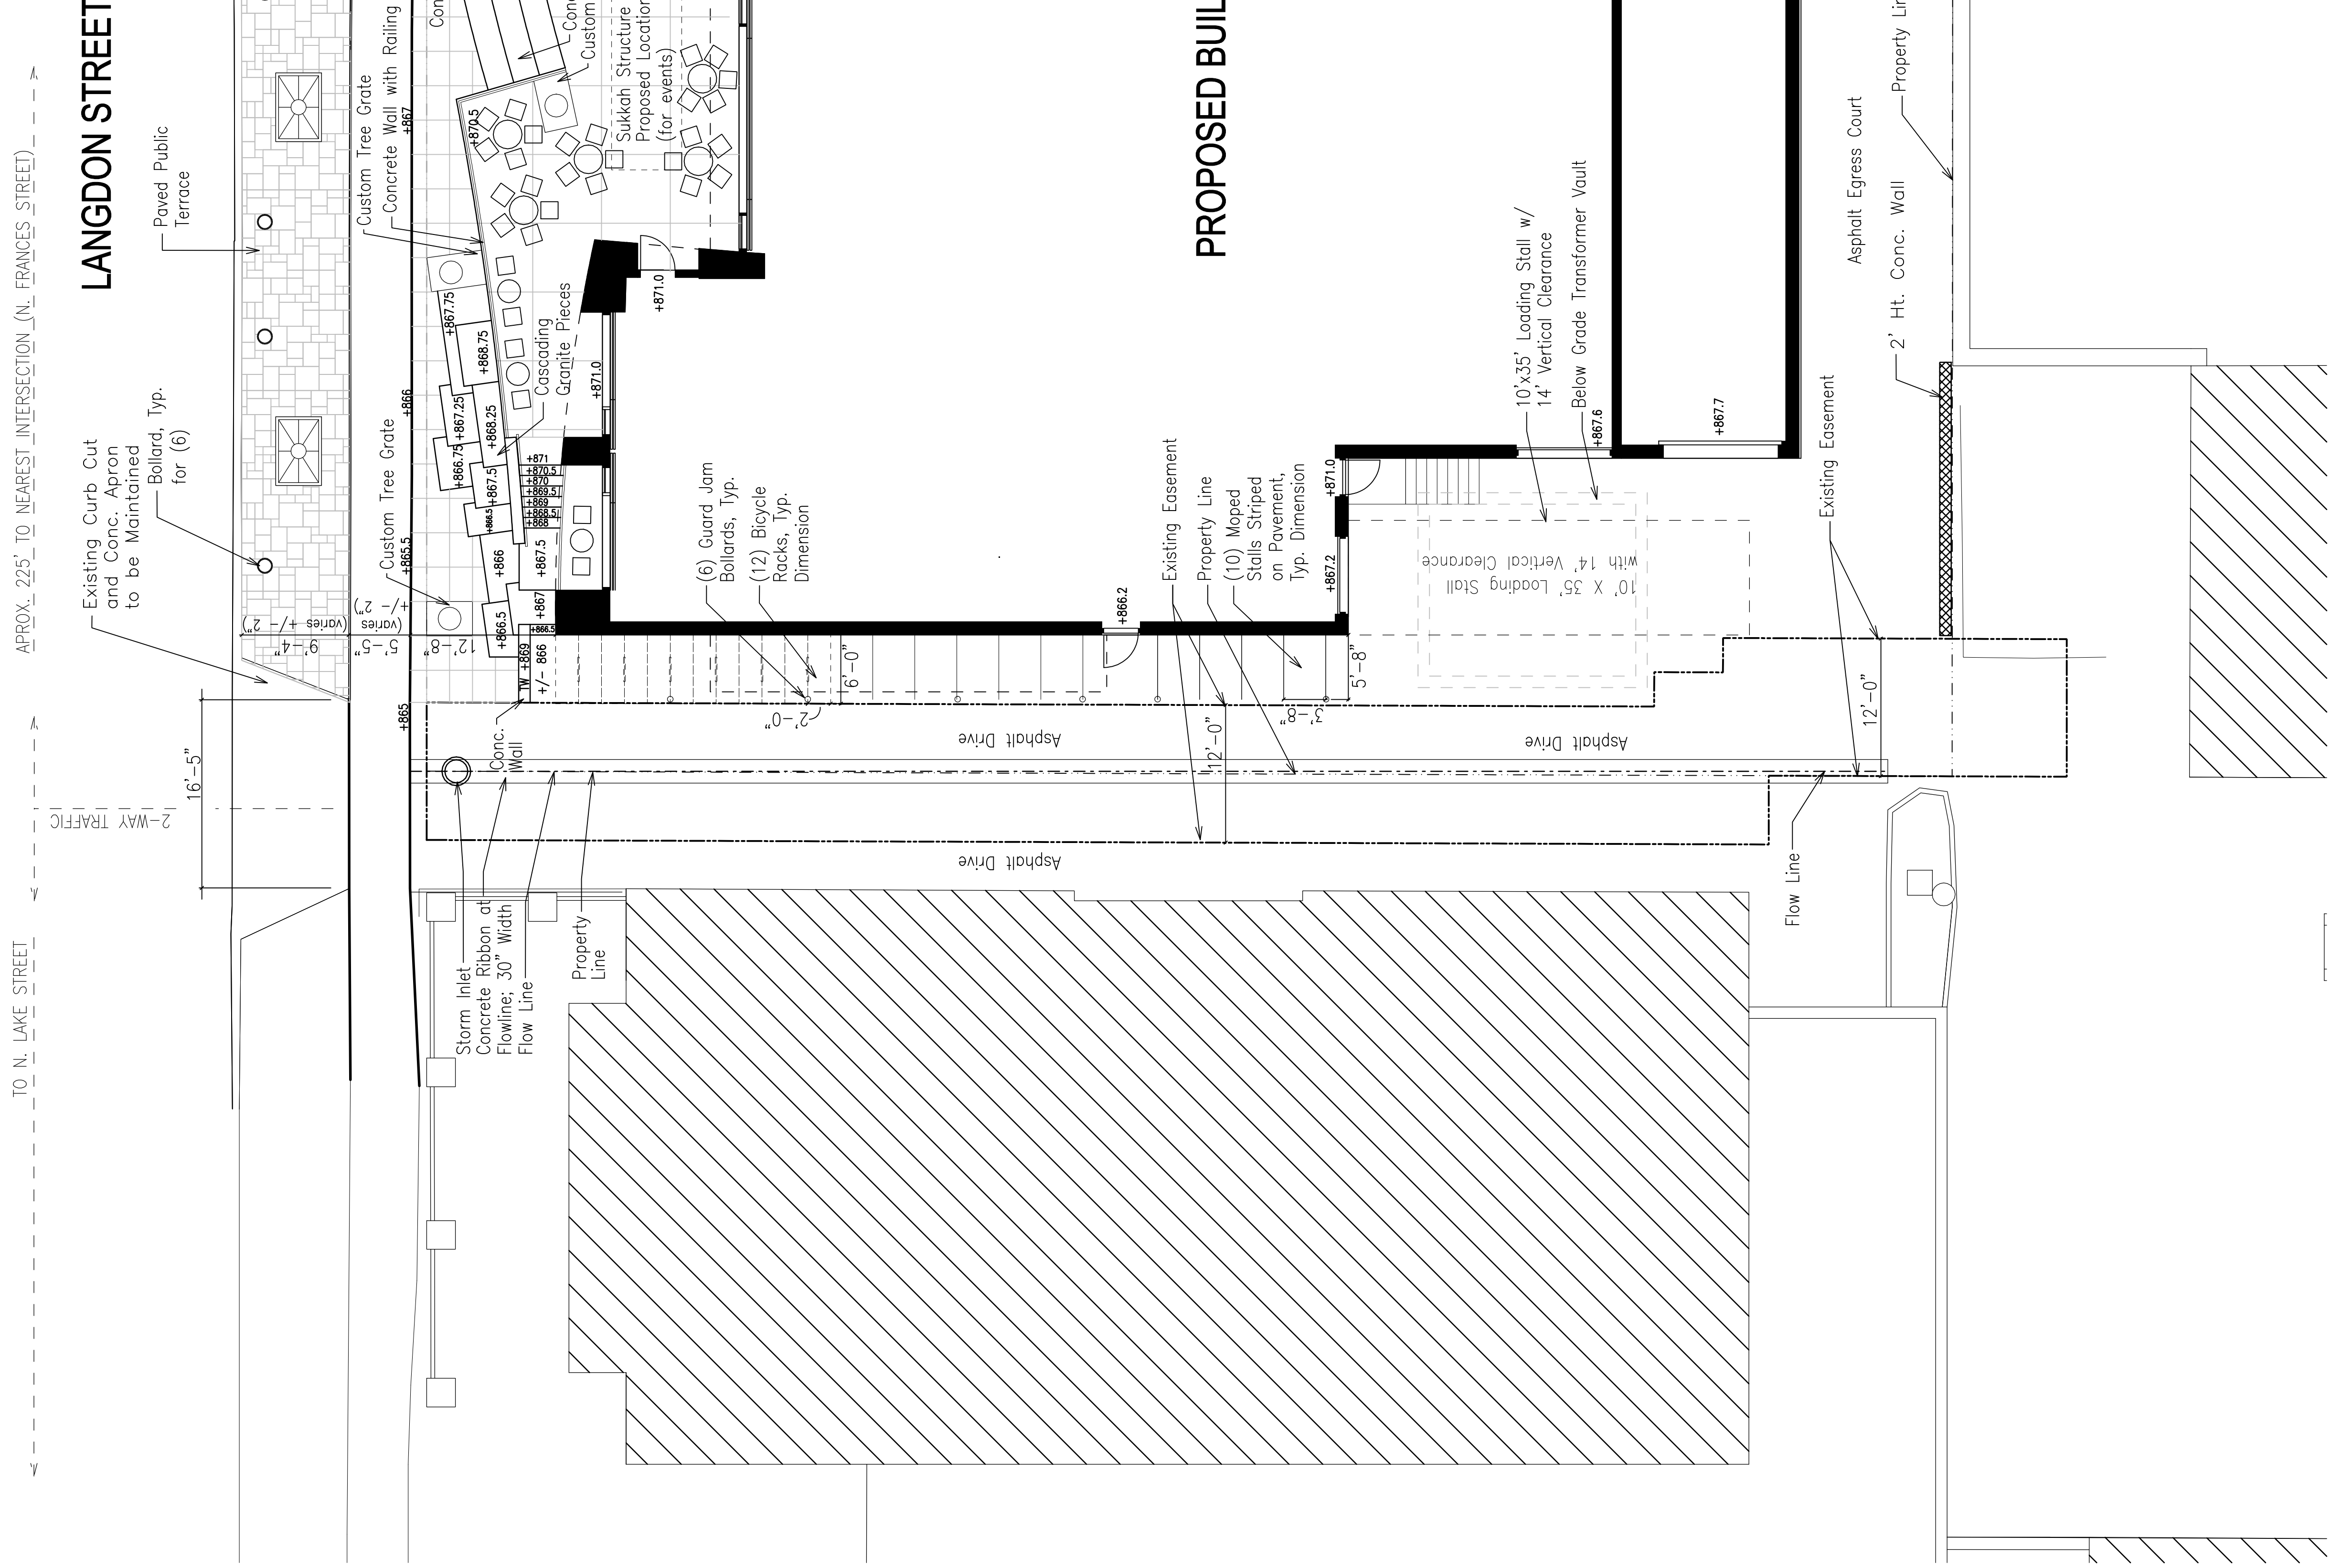 APROX. 225' TO NEAREST INTERSECTION (N. FRANCES STREET)
TO N. LAKE STREET
2-WAY TRAFFIC
LANGDON STREET
Paved Public
Terrace
Existing Curb Cut
and Conc. Apron
to be Maintained
Bollard, Typ.
for (6)
16'-5"
9'-4"
(varies +/- 2")
5'-5"
(varies
+/- 2")
12'-8"
Custom Tree Grate
Concrete Wall with Railing
+867
Custom Tree Grate
+866
+865.5
+865
Con
Con
Custom
Sukkah Structure
Proposed Location
(for events)
+870.5
+867.75
+868.75
+867.25
+868.25
+866.75
+867.5
+866.5
+866
+867.5
+867
+866.5
+866.5
Cascading
Granite Pieces
+871
+870.5
+870
+869.5
+869
+868.5
+868
+871.0
+871.0
TW +869
+/- 866
Conc.
Wall
Storm Inlet
Concrete Ribbon at
Flowline; 30" Width
Flow Line
Property
Line
(6) Guard Jam
Bollards, Typ.
(12) Bicycle
Racks, Typ.
Dimension
6'-0"
2'-0"
Asphalt Drive
Asphalt Drive
Asphalt Drive
+866.2
PROPOSED BUIL
Existing Easement
Property Line
(10) Moped
Stalls Striped
on Pavement,
Typ. Dimension
12'-0"
3'-8"
5'-8"
+871.0
+867.2
10' X 35' Loading Stall
with 14' Vertical Clearance
10'x35' Loading Stall w/
14' Vertical Clearance
Below Grade Transformer Vault
+867.6
+867.7
Existing Easement
12'-0"
Flow Line
Asphalt Egress Court
2' Ht. Conc. Wall
Property Lin